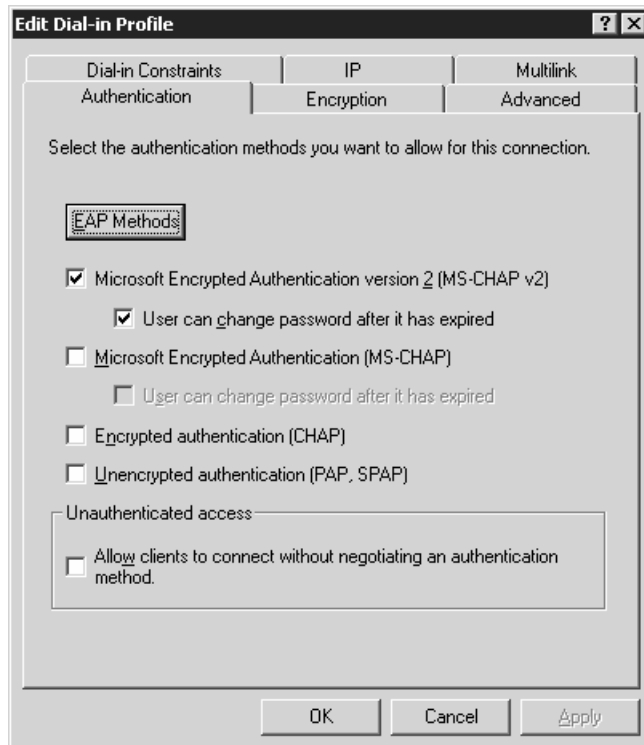 Edit Dial-in Profile
? X
Dial-in Constraints IP Multilink
Authentication Encryption Advanced
Select the authentication methods you want to allow for this connection.
EAP Methods
Microsoft Encrypted Authentication version 2 (MS-CHAP v2)
User can change password after it has expired
Microsoft Encrypted Authentication (MS-CHAP)
User can change password after it has expired
Encrypted authentication (CHAP)
Unencrypted authentication (PAP, SPAP)
Unauthenticated access
Allow clients to connect without negotiating an authentication
method.
OK Cancel Apply